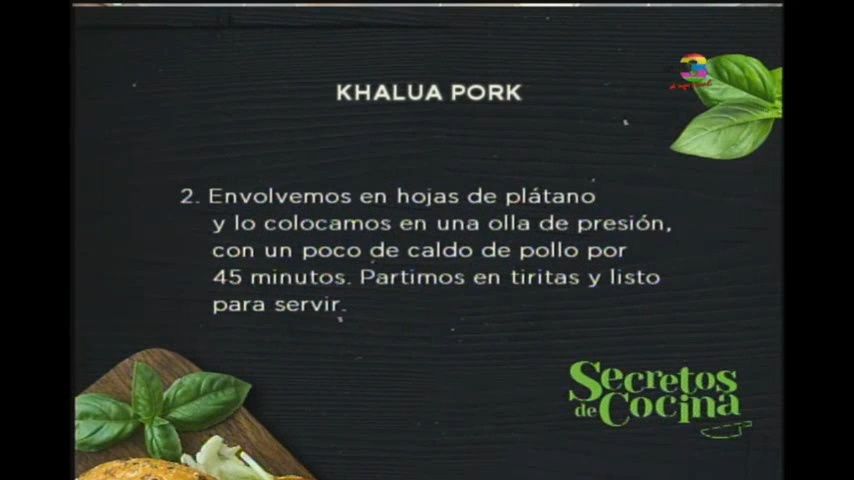 KHALUA PORK
2. Envolvemos en hojas de plátano
y lo colocamos en una olla de presión,
con un poco de caldo de pollo por
45 minutos. Partimos en tiritas y listo
para servir.
Secretos
de Cocina